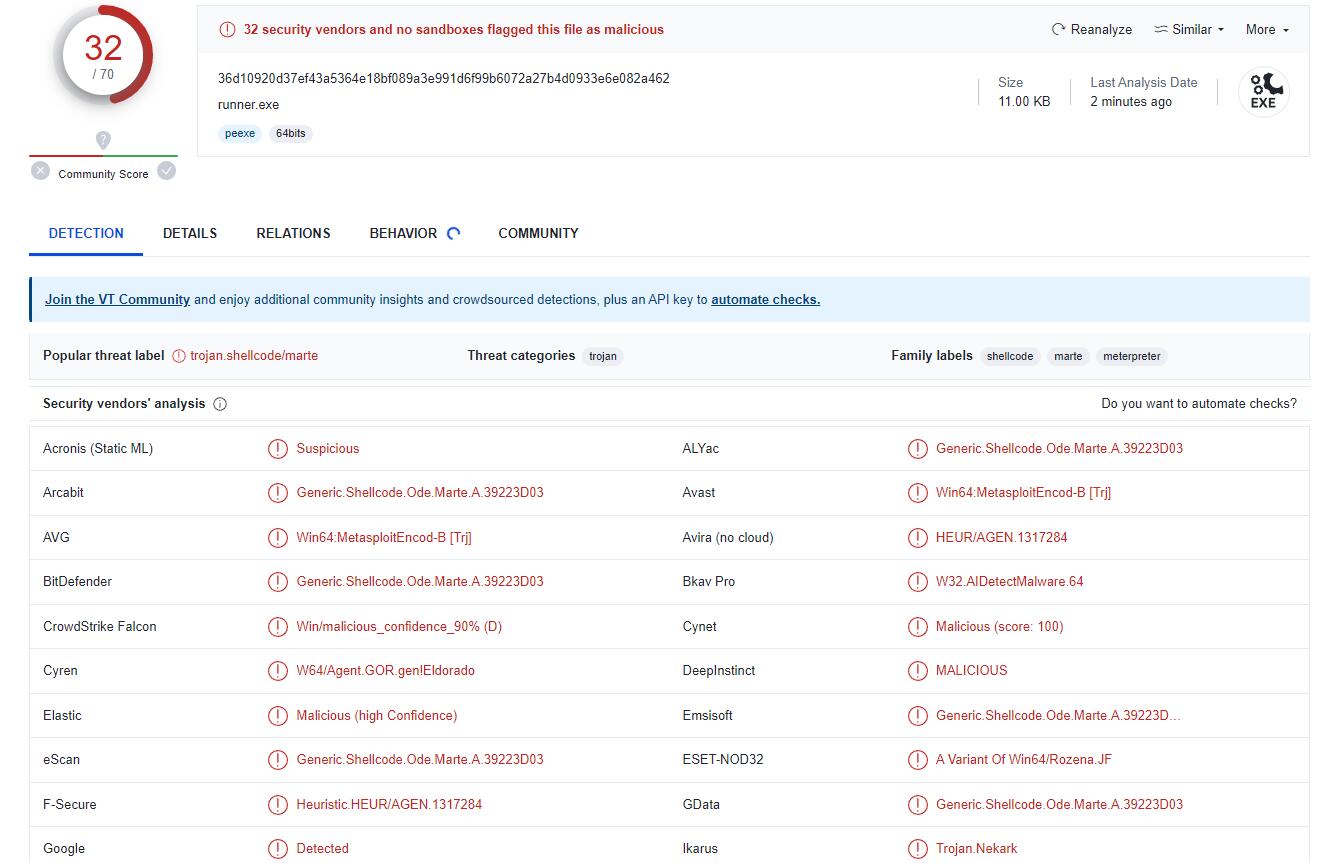 32
/ 70
?
Community Score
32 security vendors and no sandboxes flagged this file as malicious
Reanalyze
Similar
More
36d10920d37ef43a5364e18bf089a3e991d6f99b6072a27b4d0933e6e082a462
runner.exe
peexe
64bits
Size
11.00 KB
Last Analysis Date
2 minutes ago
EXE
DETECTION
DETAILS
RELATIONS
BEHAVIOR
COMMUNITY
Join the VT Community and enjoy additional community insights and crowdsourced detections, plus an API key to automate checks.
Popular threat label trojan.shellcode/marte
Threat categories trojan
Family labels shellcode marte meterpreter
Security vendors' analysis
Do you want to automate checks?
Acronis (Static ML) Suspicious
ALYac Generic.Shellcode.Ode.Marte.A.39223D03
Arcabit Generic.Shellcode.Ode.Marte.A.39223D03
Avast Win64:MetasploitEncod-B [Trj]
AVG Win64:MetasploitEncod-B [Trj]
Avira (no cloud) HEUR/AGEN.1317284
BitDefender Generic.Shellcode.Ode.Marte.A.39223D03
Bkav Pro W32.AIDetectMalware.64
CrowdStrike Falcon Win/malicious_confidence_90% (D)
Cynet Malicious (score: 100)
Cyren W64/Agent.GOR.gen!Eldorado
DeepInstinct MALICIOUS
Elastic Malicious (high Confidence)
Emsisoft Generic.Shellcode.Ode.Marte.A.39223D...
eScan Generic.Shellcode.Ode.Marte.A.39223D03
ESET-NOD32 A Variant Of Win64/Rozena.JF
F-Secure Heuristic.HEUR/AGEN.1317284
GData Generic.Shellcode.Ode.Marte.A.39223D03
Google Detected
Ikarus Trojan.Nekark